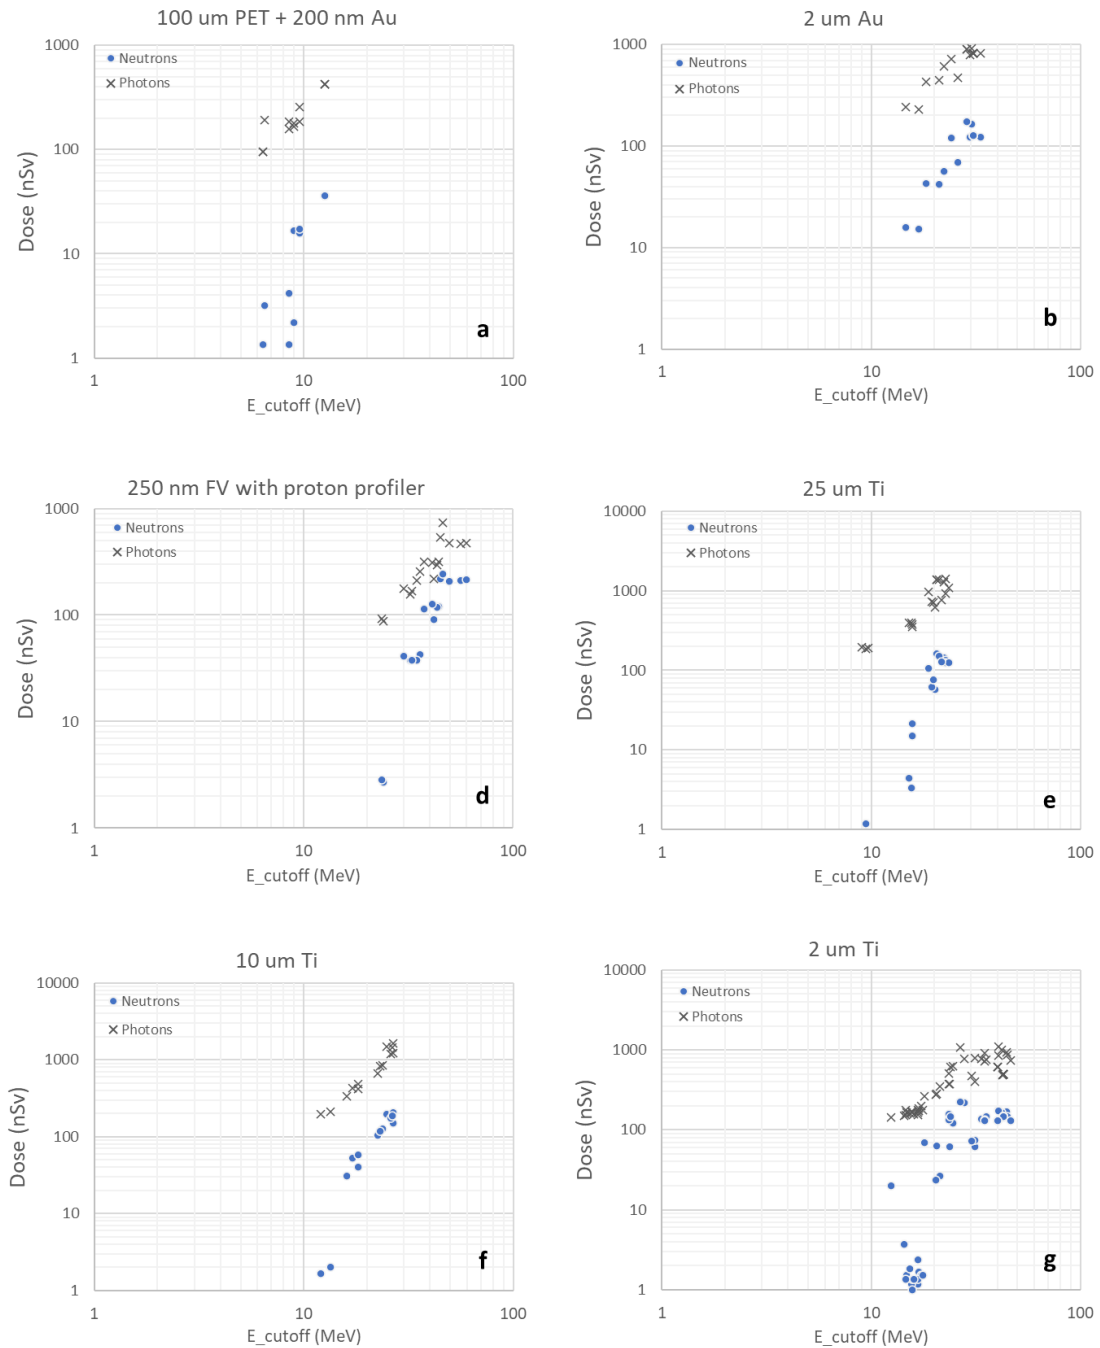 100 um PET + 200 nm Au
1000
100
10
1
Neutrons
Photons
Dose (nSv)
a
1 10 100
E_cutoff (MeV)
2 um Au
1000
100
10
1
Neutrons
Photons
Dose (nSv)
b
1 10 100
E_cutoff (MeV)
250 nm FV with proton profiler
1000
100
10
1
Neutrons
Photons
Dose (nSv)
d
1 10 100
E_cutoff (MeV)
25 um Ti
10000
1000
100
10
1
Neutrons
Photons
Dose (nSv)
e
1 10 100
E_cutoff (MeV)
10 um Ti
10000
1000
100
10
1
Neutrons
Photons
Dose (nSv)
f
1 10 100
E_cutoff (MeV)
2 um Ti
10000
1000
100
10
1
Neutrons
Photons
Dose (nSv)
g
1 10 100
E_cutoff (MeV)